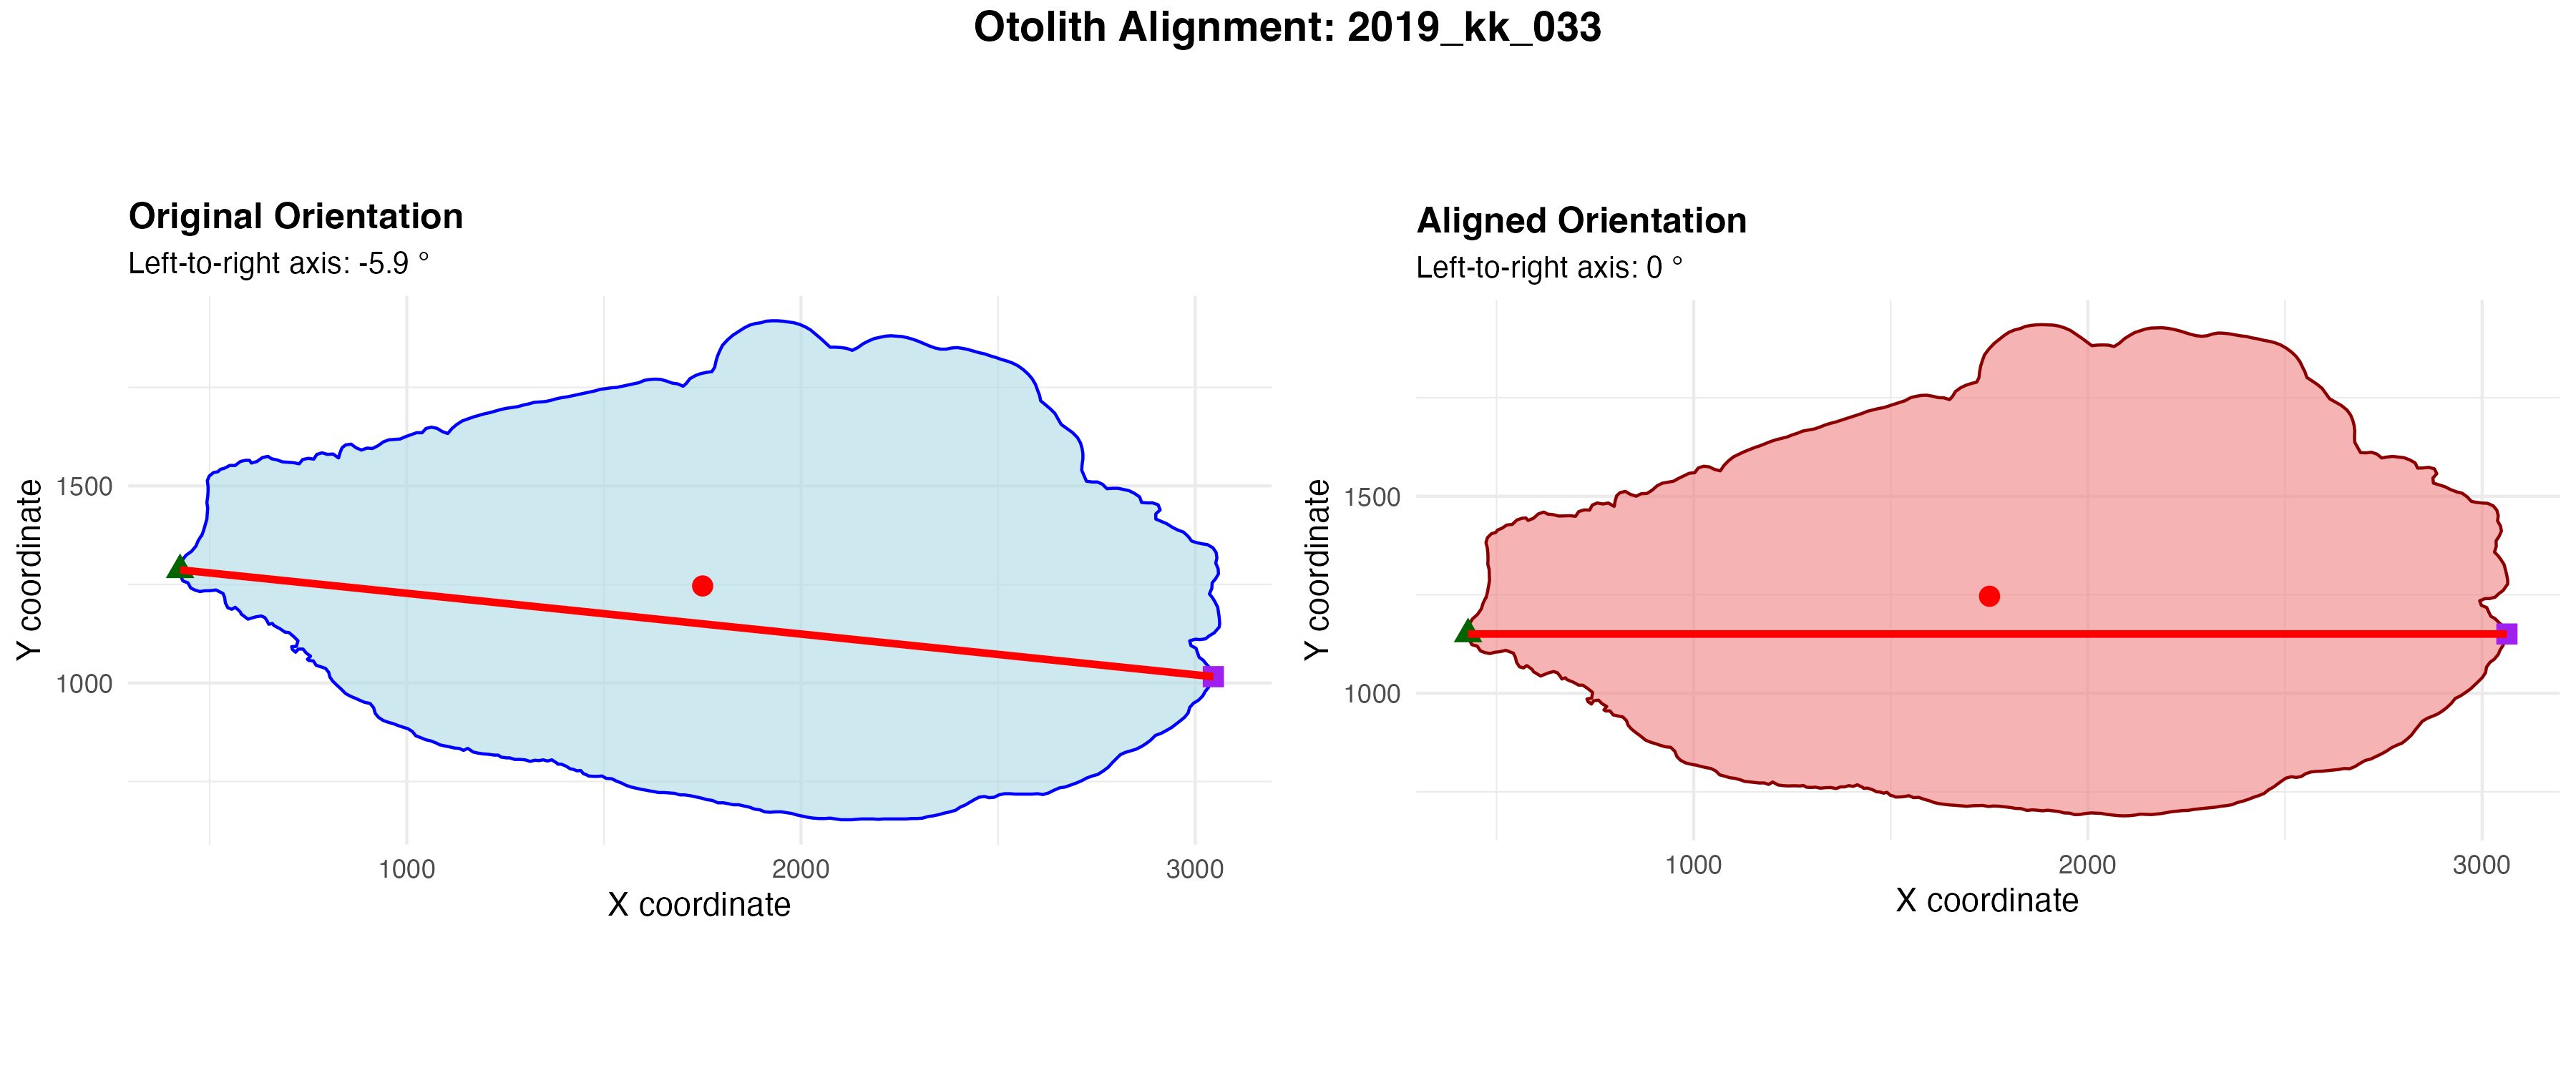 Otolith Alignment: 2019_kk_033
Original Orientation
Left-to-right axis: -5.9 °
Y coordinate
1500
1000
1000
2000
3000
X coordinate
Aligned Orientation
Left-to-right axis: 0 °
Y coordinate
1500
1000
1000
2000
3000
X coordinate